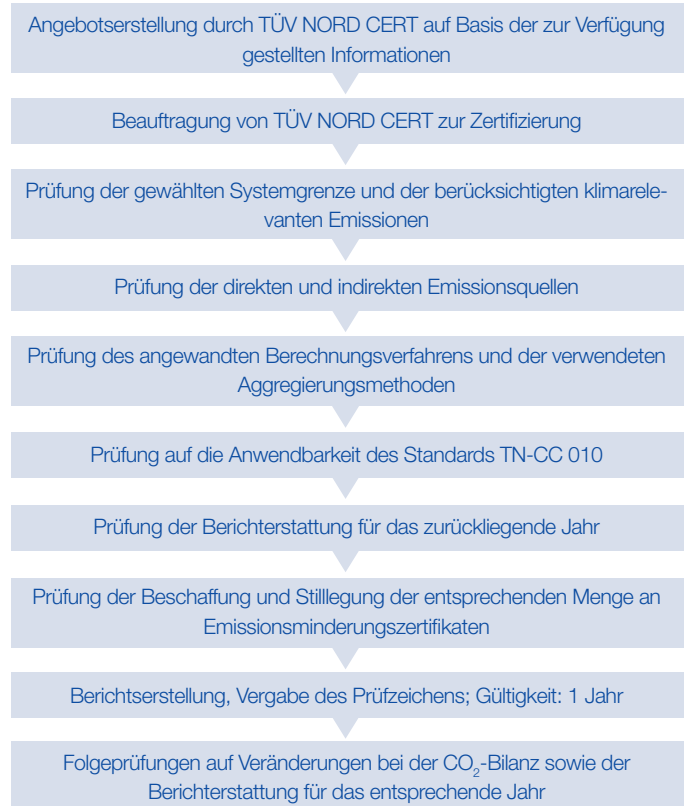 Angebotserstellung durch TÜV NORD CERT auf Basis der zur Verfügung
gestellten Informationen
Beauftragung von TÜV NORD CERT zur Zertifizierung
Prüfung der gewählten Systemgrenze und der berücksichtigten klimarele-
vanten Emissionen
Prüfung der direkten und indirekten Emissionsquellen
Prüfung des angewandten Berechnungsverfahrens und der verwendeten
Aggregierungsmethoden
Prüfung auf die Anwendbarkeit des Standards TN-CC 010
Prüfung der Berichterstattung für das zurückliegende Jahr
Prüfung der Beschaffung und Stilllegung der entsprechenden Menge an
Emissionsminderungszertifikaten
Berichtserstellung, Vergabe des Prüfzeichens; Gültigkeit: 1 Jahr
Folgeprüfungen auf Veränderungen bei der CO₂-Bilanz sowie der
Berichterstattung für das entsprechende Jahr